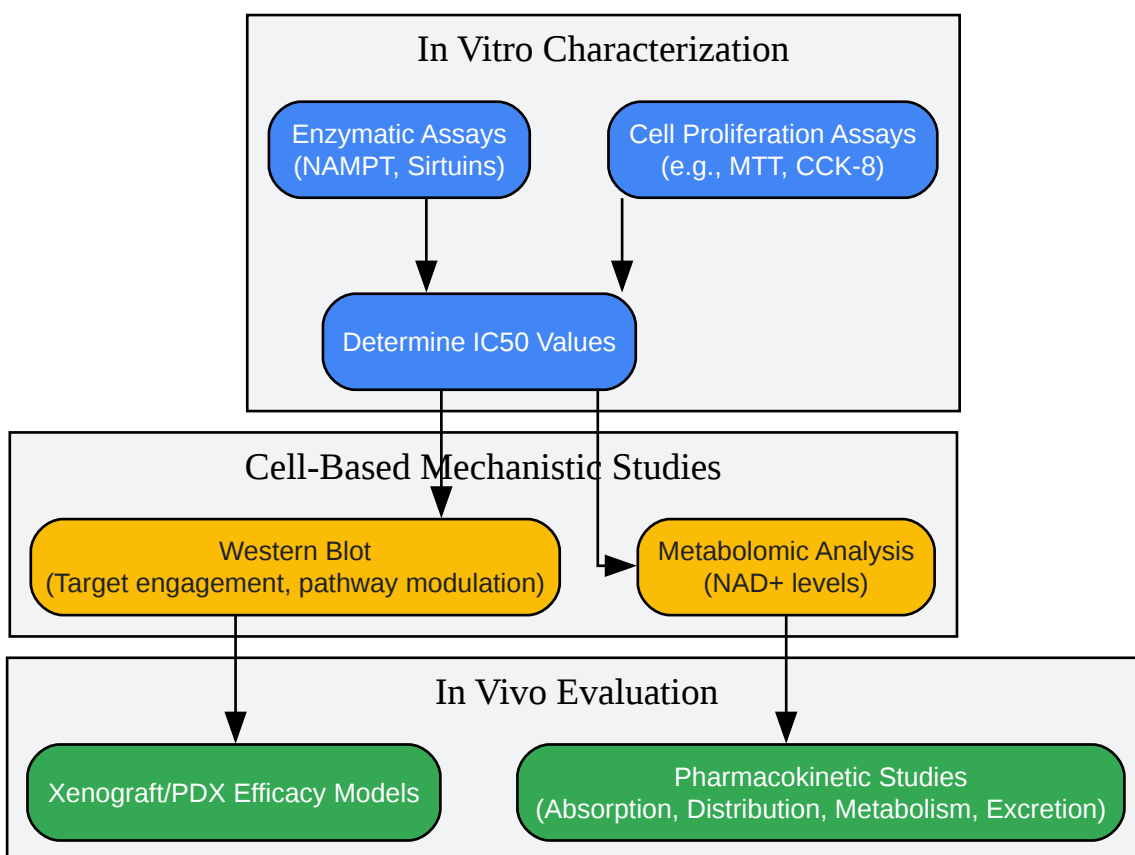 In Vitro Characterization
Enzymatic Assays
(NAMPT, Sirtuins)
Cell Proliferation Assays
(e.g., MTT, CCK-8)
Determine IC50 Values
Cell-Based Mechanistic Studies
Western Blot
(Target engagement, pathway modulation)
Metabolomic Analysis
(NAD+ levels)
In Vivo Evaluation
Xenograft/PDX Efficacy Models
Pharmacokinetic Studies
(Absorption, Distribution, Metabolism, Excretion)